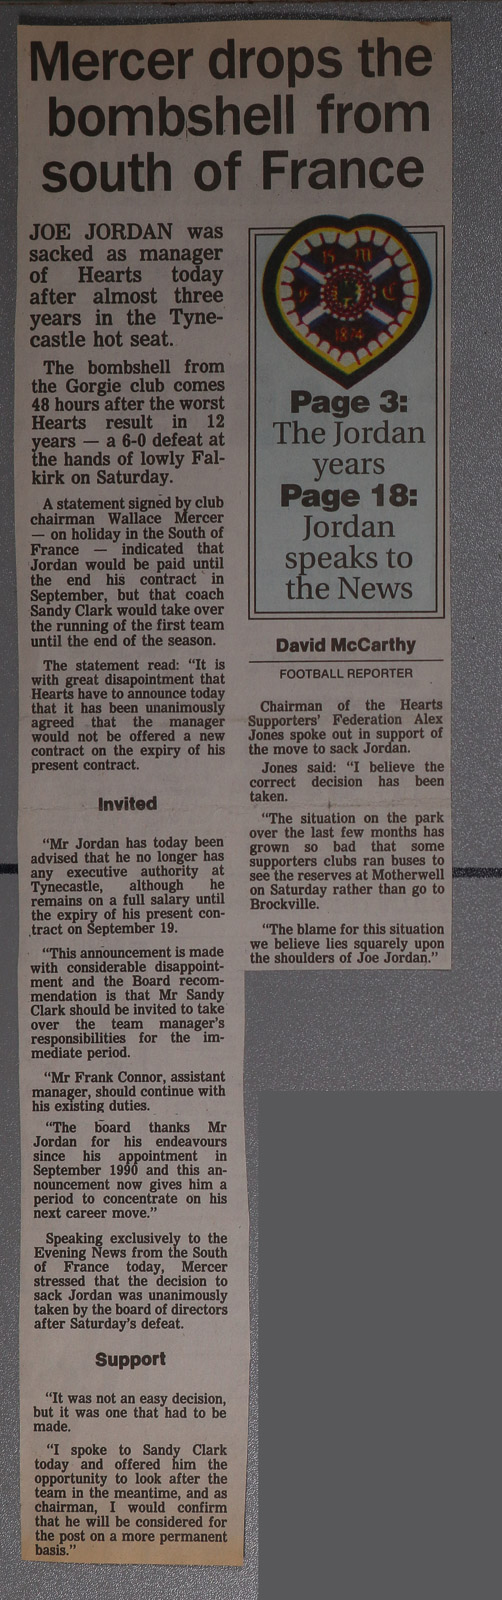 Mercer drops the
bombshell from
south of France
JOE JORDAN was
sacked as manager
of Hearts today
after almost three
years in the Tyne-
castle hot seat.
The bombshell from
the Gorgie club comes
48 hours after the worst
Hearts result in 12
years — a 6-0 defeat at
the hands of lowly Fal-
kirk on Saturday.
A statement signed by club
chairman Wallace Mercer
— on holiday in the South of
France — indicated that
Jordan would be paid until
the end his contract in
September, but that coach
Sandy Clark would take over
the running of the first team
until the end of the season.
The statement read: “It is
with great disapointment that
Hearts have to announce today
that it has been unanimously
agreed that the manager
would not be offered a new
contract on the expiry of his
present contract.
Invited
“Mr Jordan has today been
advised that he no longer has
any executive authority at
Tynecastle, although he
remains on a full salary until
the expiry of his present con-
tract on September 19.
“This announcement is made
with considerable disappoint-
ment and the Board recom-
mendation is that Mr Sandy
Clark should be invited to take
over the team manager's
responsibilities for the im-
mediate period.
“Mr Frank Connor, assistant
manager, should continue with
his existing duties.
“The board thanks Mr
Jordan for his endeavours
since his appointment in
September 1990 and this an-
nouncement now gives him a
period to concentrate on his
next career move.”
Speaking exclusively to the
Evening News from the South
of France today, Mercer
stressed that the decision to
sack Jordan was unanimously
taken by the board of directors
after Saturday's defeat.
Support
“It was not an easy decision,
but it was one that had to be
made.
“I spoke to Sandy Clark
today and offered him the
opportunity to look after the
team in the meantime, and as
chairman, I would confirm
that he will be considered for
the post on a more permanent
basis.”
H M
F C
1874
Page 3:
The Jordan
years
Page 18:
Jordan
speaks to
the News
David McCarthy
FOOTBALL REPORTER
Chairman of the Hearts
Supporters' Federation Alex
Jones spoke out in support of
the move to sack Jordan.
Jones said: “I believe the
correct decision has been
taken.
“The situation on the park
over the last few months has
grown so bad that some
supporters clubs ran buses to
see the reserves at Motherwell
on Saturday rather than go to
Brockville.
“The blame for this situation
we believe lies squarely upon
the shoulders of Joe Jordan.”